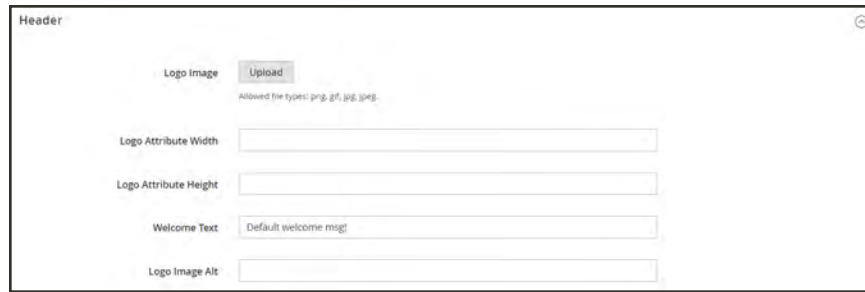 Header
Logo Image
Upload
Allowed file types: png, gif, jpg, jpeg.
Logo Attribute Width
Logo Attribute Height
Welcome Text
Default welcome msg!
Logo Image Alt